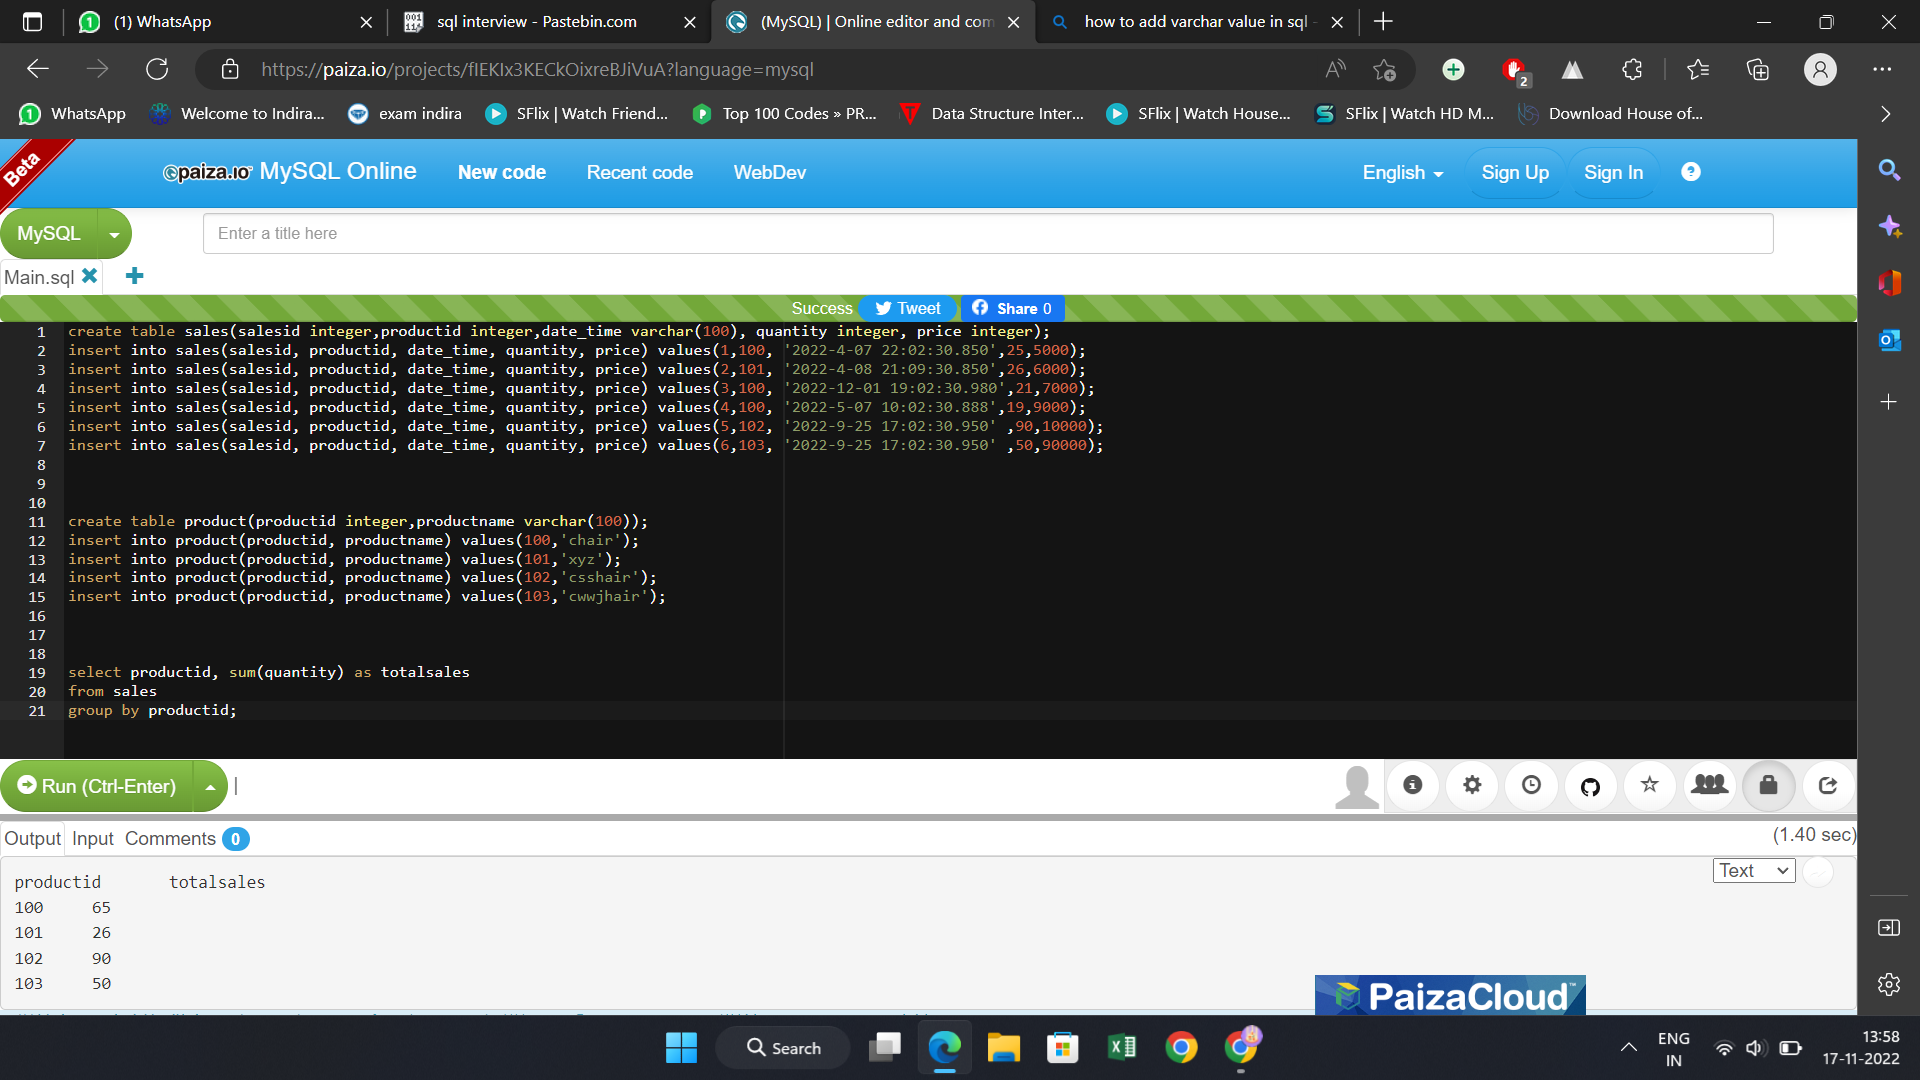 (1) WhatsApp
sql interview - Pastebin.com
(MySQL) | Online editor and com
how to add varchar value in sql -
https://paiza.io/projects/flEKIx3KECkOixreBJiVuA?language=mysql
2
WhatsApp
Welcome to Indira...
exam indira
SFlix | Watch Friend...
Top 100 Codes » PR...
Data Structure Inter...
SFlix | Watch House...
SFlix | Watch HD M...
Download House of...
Beta
paiza.IO MySQL Online
New code
Recent code
WebDev
English
Sign Up
Sign In
MySQL
Enter a title here
Main.sql
Success
Tweet
Share 0
1 create table sales(salesid integer,productid integer,date_time varchar(100), quantity integer, price integer);
2 insert into sales(salesid, productid, date_time, quantity, price) values(1,100, '2022-4-07 22:02:30.850',25,5000);
3 insert into sales(salesid, productid, date_time, quantity, price) values(2,101, '2022-4-08 21:09:30.850',26,6000);
4 insert into sales(salesid, productid, date_time, quantity, price) values(3,100, '2022-12-01 19:02:30.980',21,7000);
5 insert into sales(salesid, productid, date_time, quantity, price) values(4,100, '2022-5-07 10:02:30.888',19,9000);
6 insert into sales(salesid, productid, date_time, quantity, price) values(5,102, '2022-9-25 17:02:30.950' ,90,10000);
7 insert into sales(salesid, productid, date_time, quantity, price) values(6,103, '2022-9-25 17:02:30.950' ,50,90000);
8
9
10
11 create table product(productid integer,productname varchar(100));
12 insert into product(productid, productname) values(100,'chair');
13 insert into product(productid, productname) values(101,'xyz');
14 insert into product(productid, productname) values(102,'csshair');
15 insert into product(productid, productname) values(103,'cwwjhair');
16
17
18
19 select productid, sum(quantity) as totalsales
20 from sales
21 group by productid;
Run (Ctrl-Enter)
Output
Input
Comments 0
(1.40 sec)
Text
productid totalsales
100 65
101 26
102 90
103 50
PaizaCloud™
Search
ENG
IN
13:58
17-11-2022